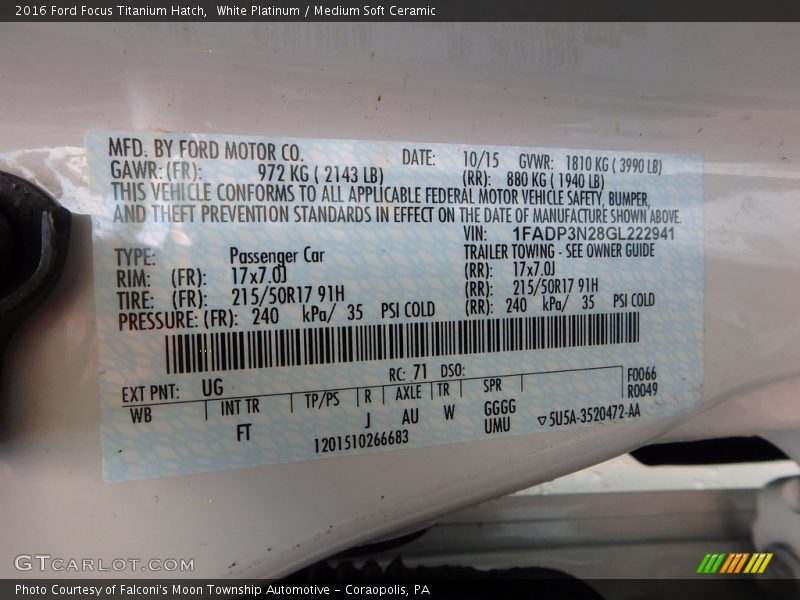 2016 Ford Focus Titanium Hatch,  White Platinum / Medium Soft Ceramic
MFD. BY FORD MOTOR CO. DATE: 10/15 GVWR: 1810 KG ( 3990 LB)
GAWR: (FR): 972 KG ( 2143 LB) (RR): 880 KG ( 1940 LB)
THIS VEHICLE CONFORMS TO ALL APPLICABLE FEDERAL MOTOR VEHICLE SAFETY, BUMPER,
AND THEFT PREVENTION STANDARDS IN EFFECT ON THE DATE OF MANUFACTURE SHOWN ABOVE.
VIN: 1FADP3N28GL222941
TYPE: Passenger Car TRAILER TOWING - SEE OWNER GUIDE
RIM: (FR): 17x7.0J (RR): 17x7.0J
TIRE: (FR): 215/50R17 91H (RR): 215/50R17 91H
PRESSURE: (FR): 240 kPa/ 35 PSI COLD (RR): 240 kPa/ 35 PSI COLD
EXT PNT: UG RC: 71 DSO: F0066
WB INT TR TP/PS R AXLE TR SPR R0049
FT J AU W GGGG
1201510266683 UMU ▽5U5A-3520472-AA
GTCARLOT.COM
Photo Courtesy of Falconi's Moon Township Automotive – Coraopolis, PA